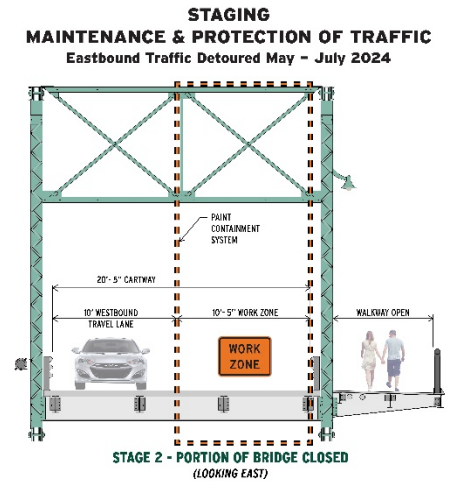 STAGING
MAINTENANCE & PROTECTION OF TRAFFIC
Eastbound Traffic Detoured May – July 2024
PAINT
CONTAINMENT
SYSTEM
20'- 5" CARTWAY
10' WESTBOUND
TRAVEL LANE
10'- 5" WORK ZONE
WALKWAY OPEN
WORK
ZONE
STAGE 2 - PORTION OF BRIDGE CLOSED
(LOOKING EAST)